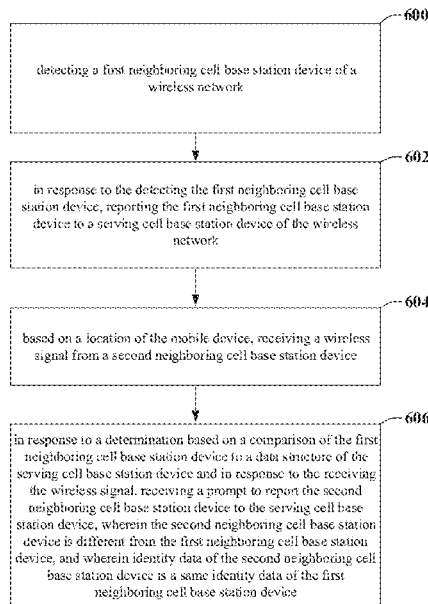 600
detecting a first neighboring cell base station device of a
wireless network
602
in response to the detecting the first neighboring cell base
station device, reporting the first neighboring cell base station
device to a serving cell base station device of the wireless
network
604
based on a location of the mobile device, receiving a wireless
signal from a second neighboring cell base station device
606
in response to a determination based on a comparison of the first
neighboring cell base station device to a data structure of the
serving cell base station device and in response to the receiving
the wireless signal, receiving a prompt to report the second
neighboring cell base station device to the serving cell base
station device, wherein the second neighboring cell base station
device is different from the first neighboring cell base station
device, and wherein identity data of the second neighboring cell
base station device is a same identity data of the first
neighboring cell base station device